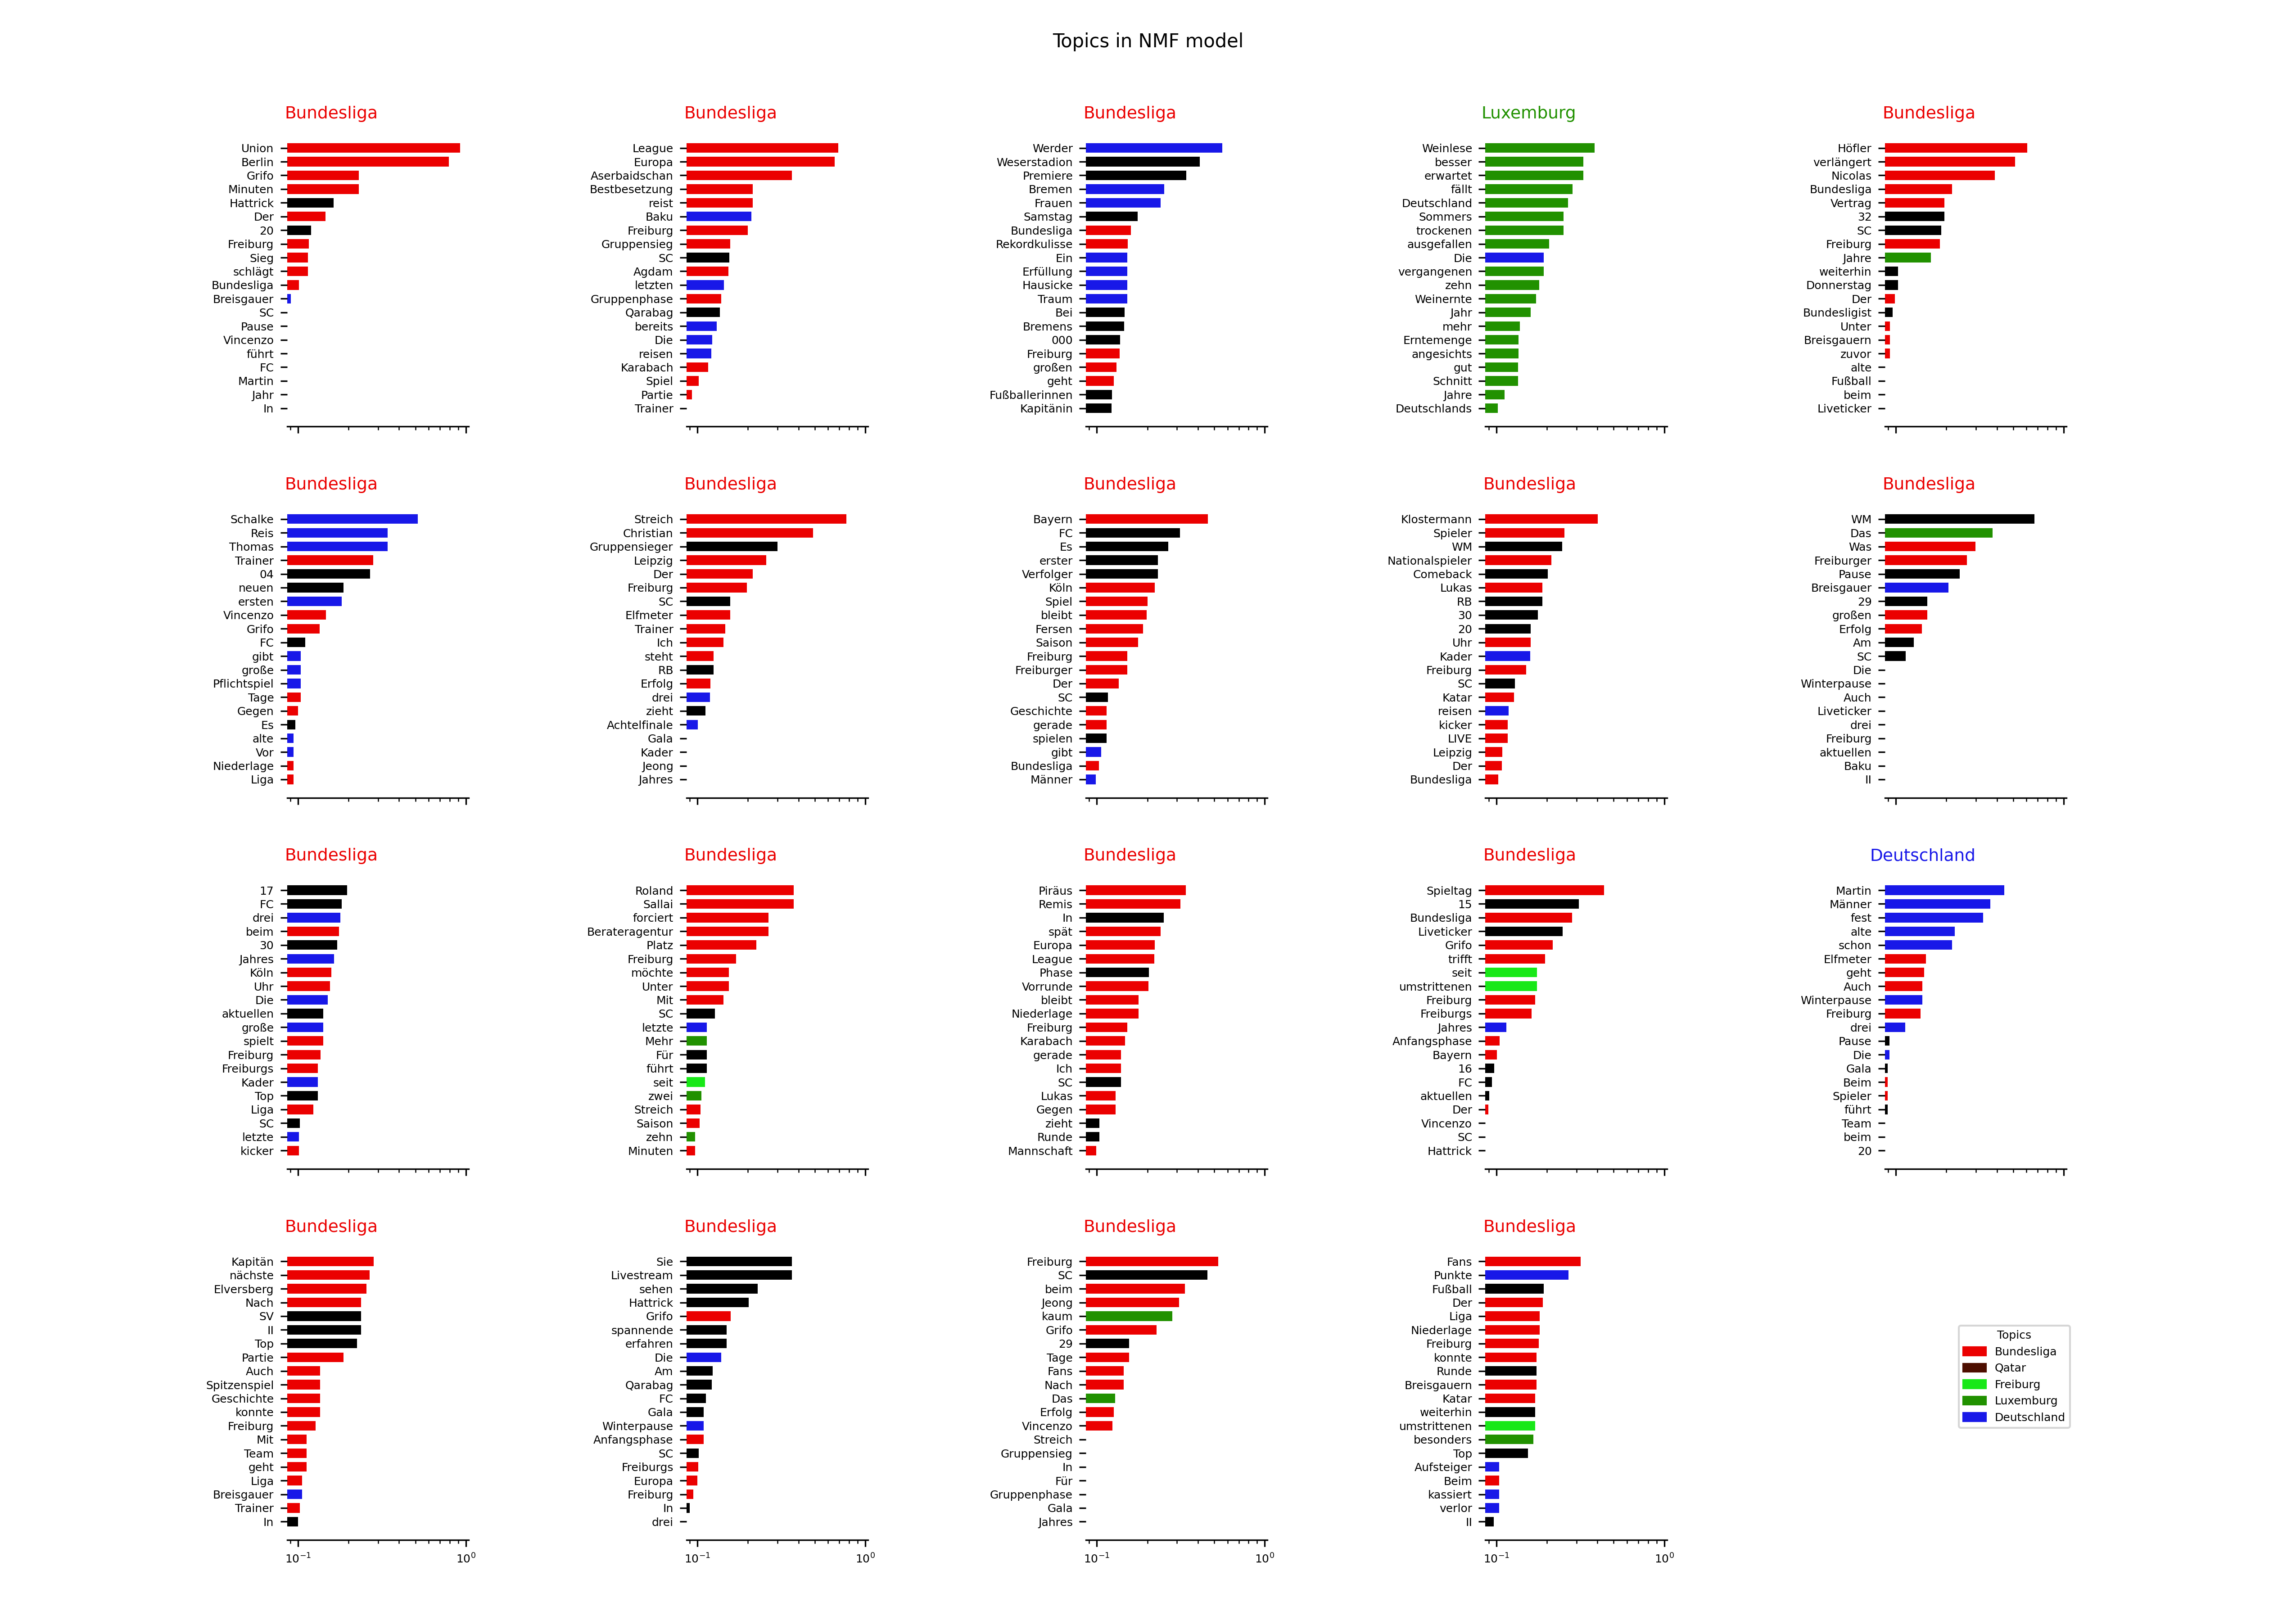 Topics in NMF model
Bundesliga
Union
Berlin
Grifo
Minuten
Hattrick
Der
20
Freiburg
Sieg
schlägt
Bundesliga
Breisgauer
SC
Pause
Vincenzo
führt
FC
Martin
Jahr
In
Bundesliga
League
Europa
Aserbaidschan
Bestbesetzung
reist
Baku
Freiburg
Gruppensieg
SC
Agdam
letzten
Gruppenphase
Qarabag
bereits
Die
reisen
Karabach
Spiel
Partie
Trainer
Bundesliga
Werder
Weserstadion
Premiere
Bremen
Frauen
Samstag
Bundesliga
Rekordkulisse
Ein
Erfüllung
Hausicke
Traum
Bei
Bremens
000
Freiburg
großen
geht
Fußballerinnen
Kapitänin
Luxemburg
Weinlese
besser
erwartet
fällt
Deutschland
Sommers
trockenen
ausgefallen
Die
vergangenen
zehn
Weinernte
Jahr
mehr
Erntemenge
angesichts
gut
Schnitt
Jahre
Deutschlands
Bundesliga
Höfler
verlängert
Nicolas
Bundesliga
Vertrag
32
SC
Freiburg
Jahre
weiterhin
Donnerstag
Der
Bundesligist
Unter
Breisgauern
zuvor
alte
Fußball
beim
Liveticker
Bundesliga
Schalke
Reis
Thomas
Trainer
04
neuen
ersten
Vincenzo
Grifo
FC
gibt
große
Pflichtspiel
Tage
Gegen
Es
alte
Vor
Niederlage
Liga
Bundesliga
Streich
Christian
Gruppensieger
Leipzig
Der
Freiburg
SC
Elfmeter
Trainer
Ich
steht
RB
Erfolg
drei
zieht
Achtelfinale
Gala
Kader
Jeong
Jahres
Bundesliga
Bayern
FC
Es
erster
Verfolger
Köln
Spiel
bleibt
Fersen
Saison
Freiburg
Freiburger
Der
SC
Geschichte
gerade
spielen
gibt
Bundesliga
Männer
Bundesliga
Klostermann
Spieler
WM
Nationalspieler
Comeback
Lukas
RB
30
20
Uhr
Kader
Freiburg
SC
Katar
reisen
kicker
LIVE
Leipzig
Der
Bundesliga
Bundesliga
WM
Das
Was
Freiburger
Pause
Breisgauer
29
großen
Erfolg
Am
SC
Die
Winterpause
Auch
Liveticker
drei
Freiburg
aktuellen
Baku
II
Bundesliga
17
FC
drei
beim
30
Jahres
Köln
Uhr
Die
aktuellen
große
spielt
Freiburg
Freiburgs
Kader
Top
Liga
SC
letzte
kicker
Bundesliga
Roland
Sallai
forciert
Berateragentur
Platz
Freiburg
möchte
Unter
Mit
SC
letzte
Mehr
Für
führt
seit
zwei
Streich
Saison
zehn
Minuten
Bundesliga
Piräus
Remis
In
spät
Europa
League
Phase
Vorrunde
bleibt
Niederlage
Freiburg
Karabach
gerade
Ich
SC
Lukas
Gegen
zieht
Runde
Mannschaft
Bundesliga
Spieltag
15
Bundesliga
Liveticker
Grifo
trifft
seit
umstrittenen
Freiburg
Freiburgs
Jahres
Anfangsphase
Bayern
16
FC
aktuellen
Der
Vincenzo
SC
Hattrick
Deutschland
Martin
Männer
fest
alte
schon
Elfmeter
geht
Auch
Winterpause
Freiburg
drei
Pause
Die
Gala
Beim
Spieler
führt
Team
beim
20
Bundesliga
Kapitän
nächste
Elversberg
Nach
SV
II
Top
Partie
Auch
Spitzenspiel
Geschichte
konnte
Freiburg
Mit
Team
geht
Liga
Breisgauer
Trainer
In
10⁻¹ 10⁰
Bundesliga
Sie
Livestream
sehen
Hattrick
Grifo
spannende
erfahren
Die
Am
Qarabag
FC
Gala
Winterpause
Anfangsphase
SC
Freiburgs
Europa
Freiburg
In
drei
10⁻¹ 10⁰
Bundesliga
Freiburg
SC
beim
Jeong
kaum
Grifo
29
Tage
Fans
Nach
Das
Erfolg
Vincenzo
Streich
Gruppensieg
In
Für
Gruppenphase
Gala
Jahres
10⁻¹ 10⁰
Bundesliga
Fans
Punkte
Fußball
Der
Liga
Niederlage
Freiburg
konnte
Runde
Breisgauern
Katar
weiterhin
umstrittenen
besonders
Top
Aufsteiger
Beim
kassiert
verlor
II
10⁻¹ 10⁰
Topics
Bundesliga
Qatar
Freiburg
Luxemburg
Deutschland